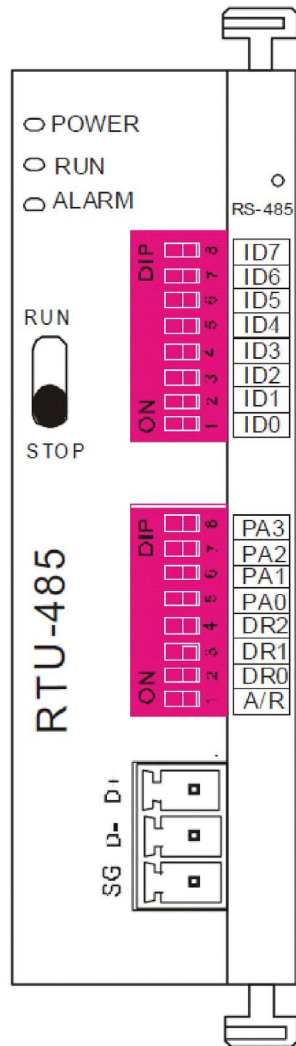 POWER
RUN
ALARM
RS-485
RUN
STOP
DIP
ON
8
7
6
5
4
3
2
1
ID7
ID6
ID5
ID4
ID3
ID2
ID1
ID0
DIP
ON
8
7
6
5
4
3
2
1
PA3
PA2
PA1
PA0
DR2
DR1
DR0
A/R
RTU-485
D+
D-
SG